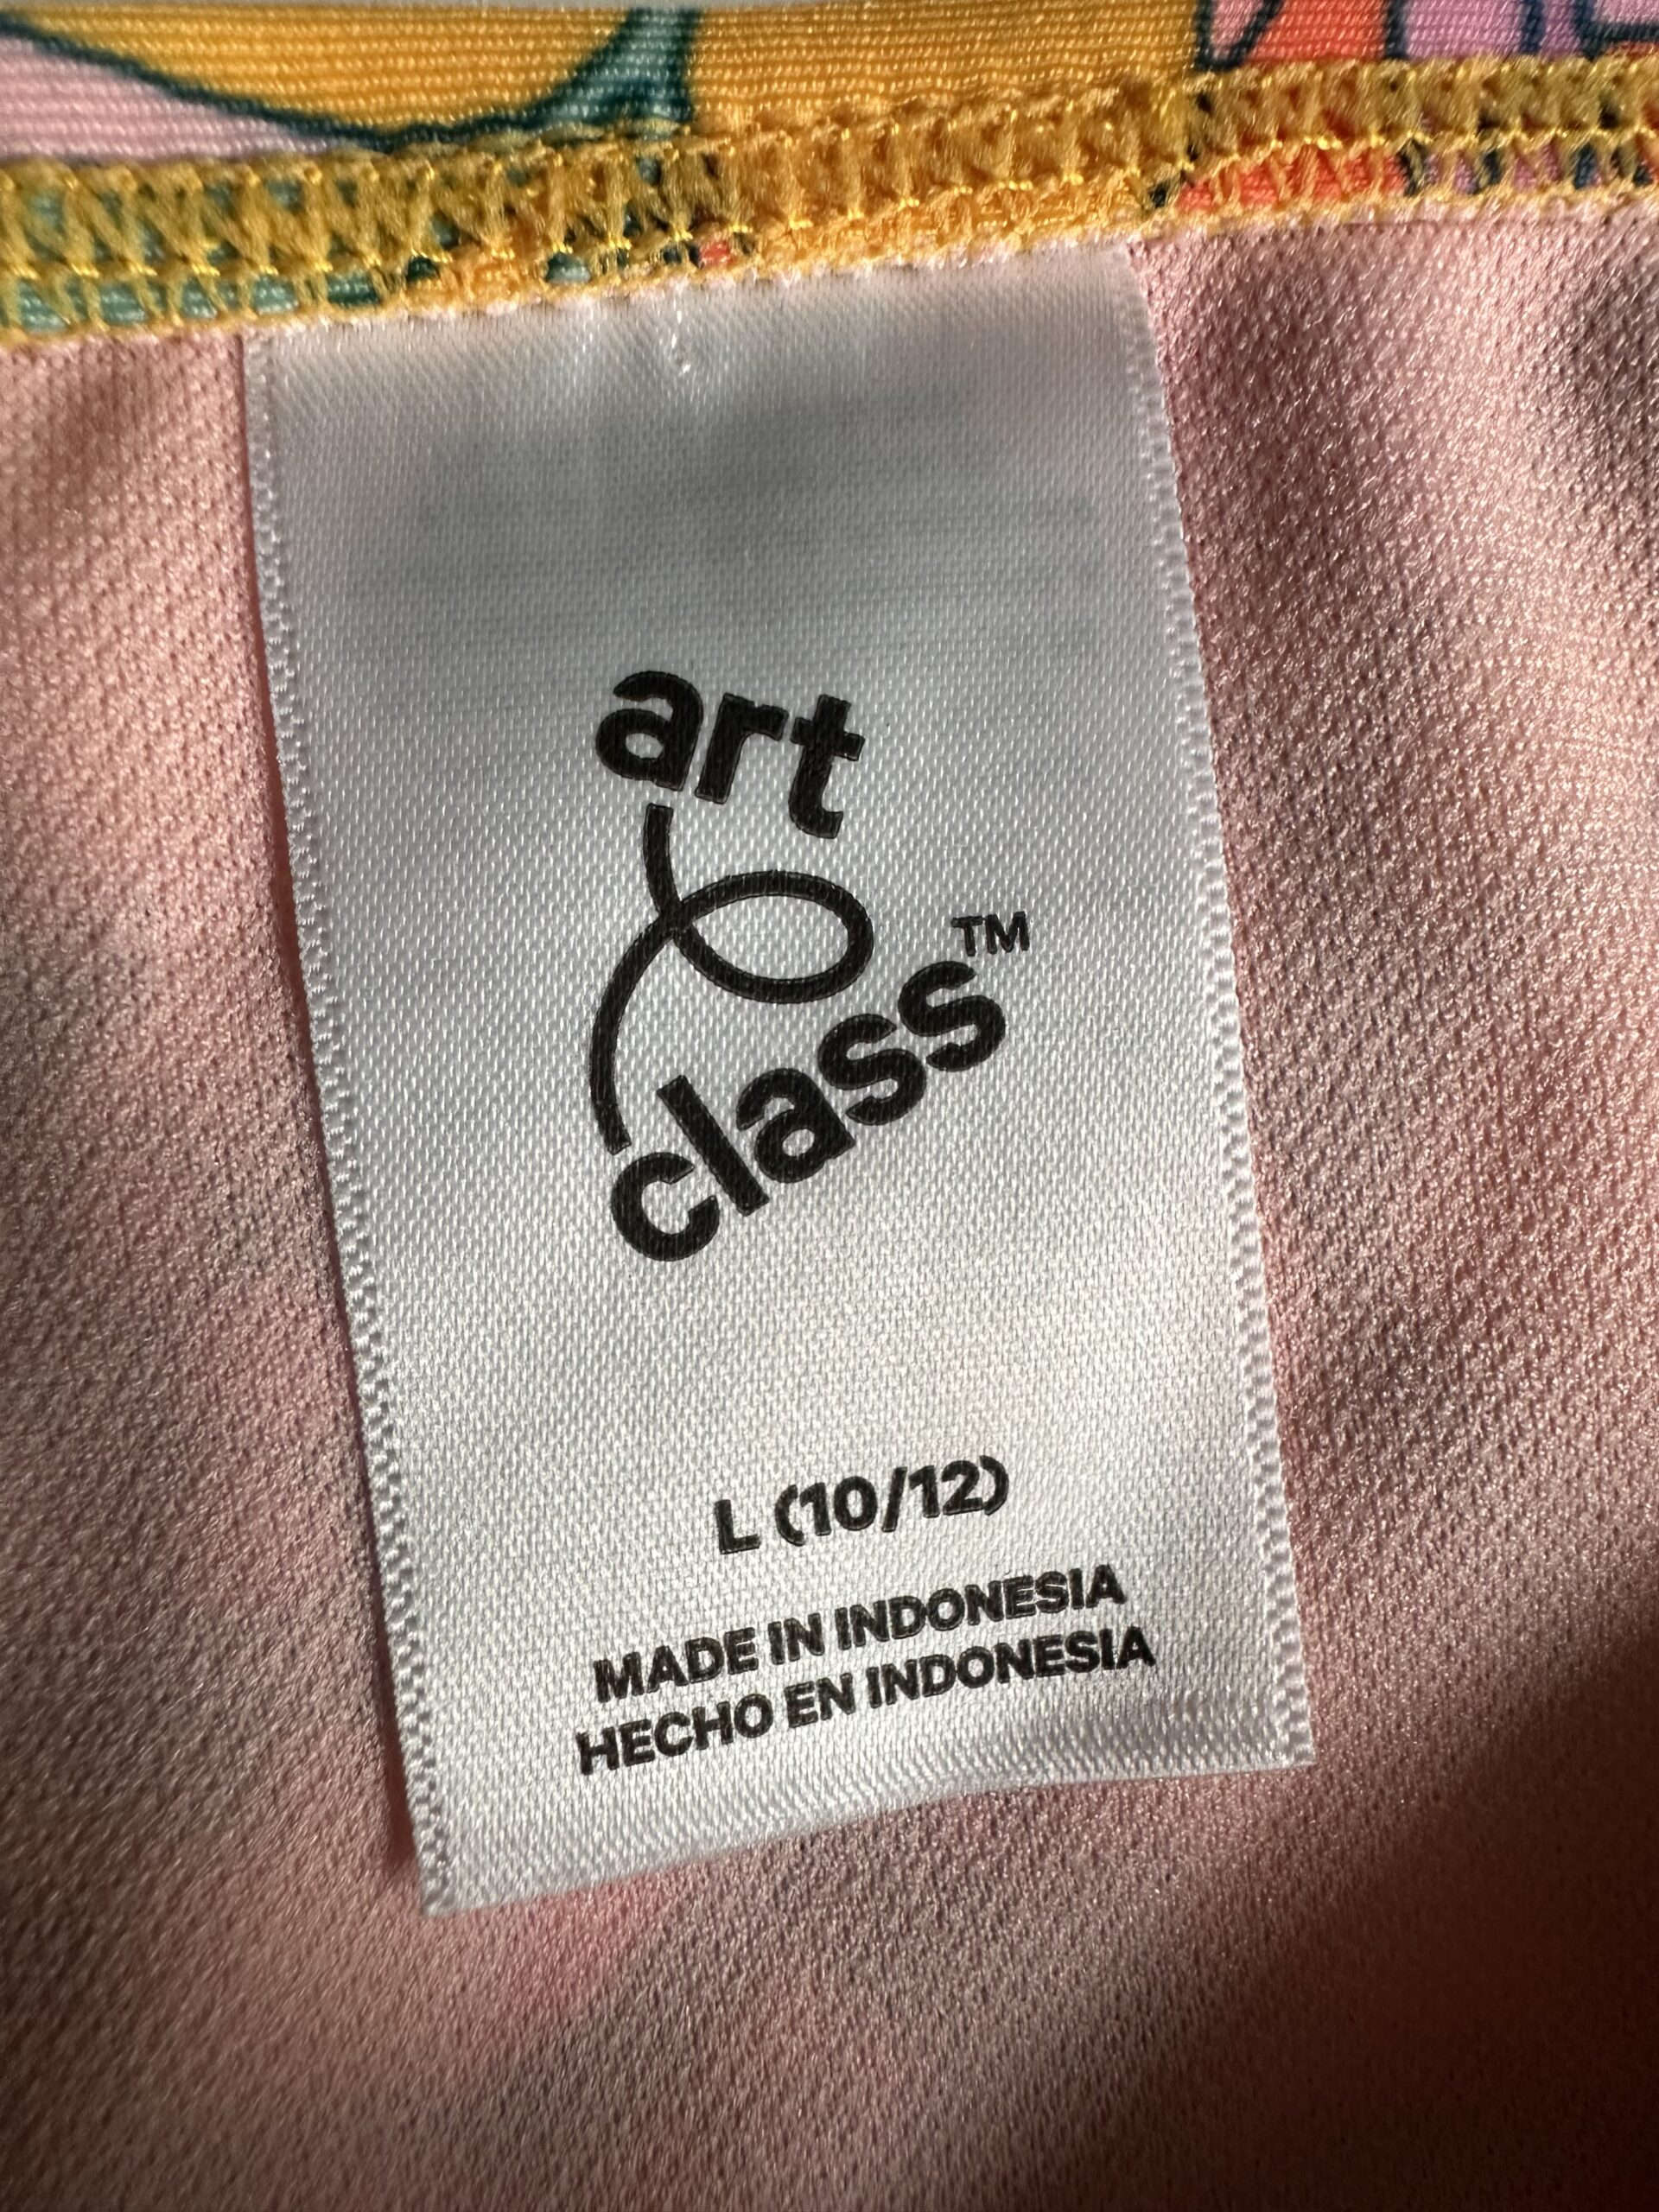 art
class™
L (10/12)
MADE IN INDONESIA
HECHO EN INDONESIA